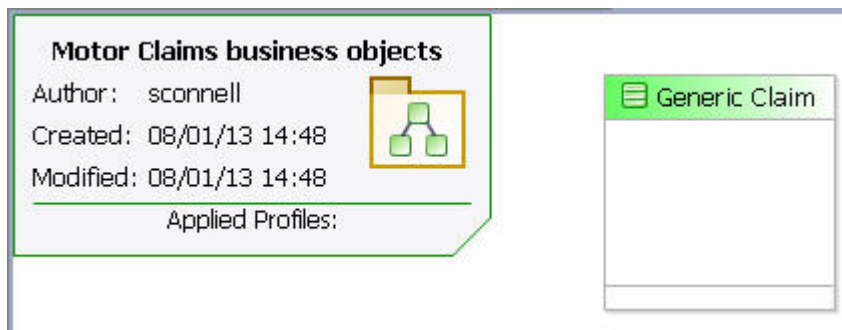 Motor Claims business objects
Author: sconnell
Created: 08/01/13 14:48
Modified: 08/01/13 14:48
Applied Profiles:
Generic Claim